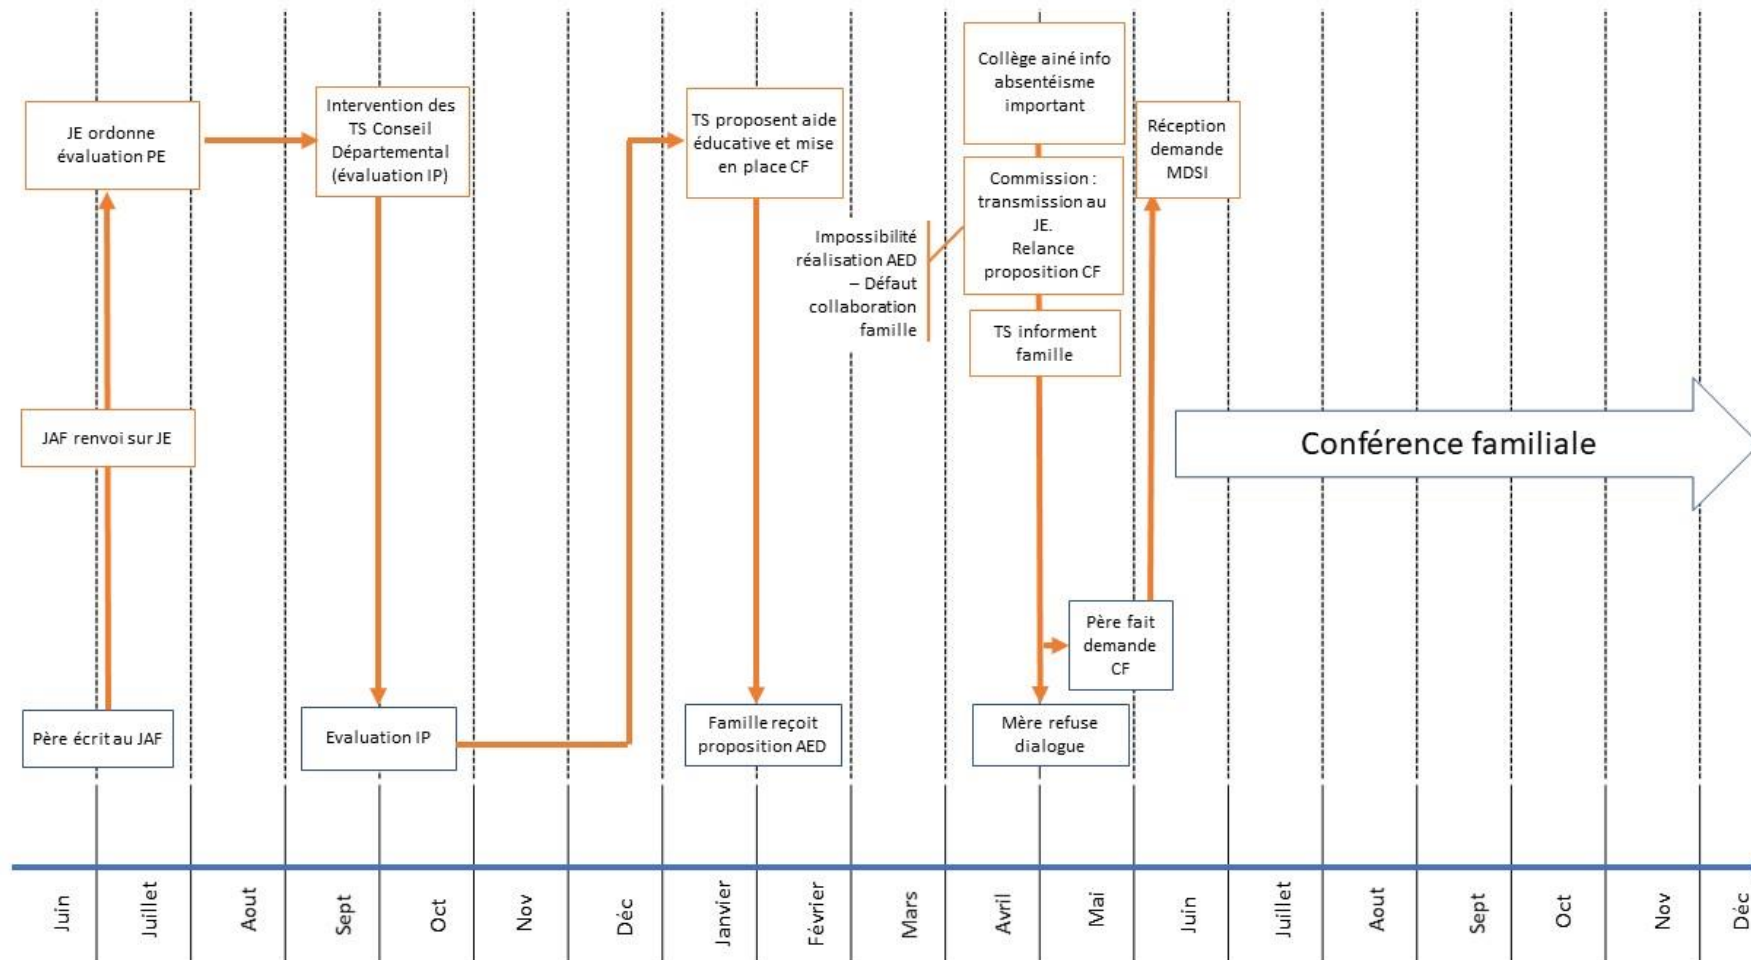 JE ordonne
évaluation PE
JAF renvoi sur JE
Père écrit au JAF
Intervention des
TS Conseil
Départemental
(évaluation IP)
Evaluation IP
TS proposent aide
éducative et mise
en place CF
Famille reçoit
proposition AED
Impossibilité
réalisation AED
– Défaut
collaboration
famille
Collège ainé info
absentéisme
important
Commission :
transmission au
JE.
Relance
proposition CF
TS informent
famille
Mère refuse
dialogue
Père fait
demande
CF
Réception
demande
MDSI
Conférence familiale
Juin
Juillet
Aout
Sept
Oct
Nov
Déc
Janvier
Février
Mars
Avril
Mai
Juin
Juillet
Aout
Sept
Oct
Nov
Déc